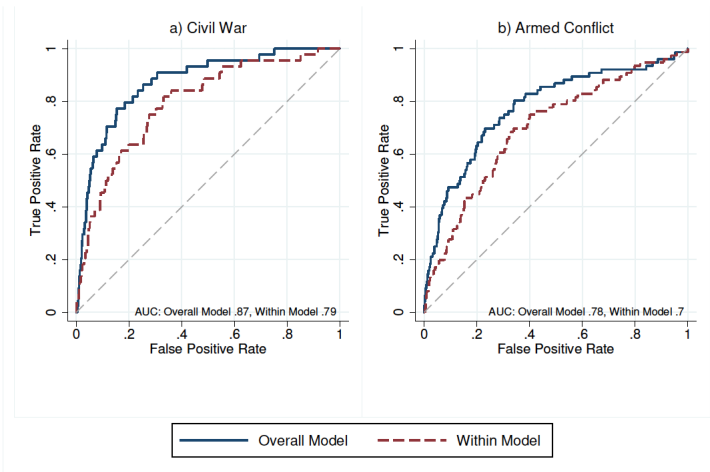 a) Civil War
b) Armed Conflict
True Positive Rate
1
.8
.6
.4
.2
0
AUC: Overall Model .87, Within Model .79
0 .2 .4 .6 .8 1
False Positive Rate
True Positive Rate
1
.8
.6
.4
.2
0
AUC: Overall Model .78, Within Model .7
0 .2 .4 .6 .8 1
False Positive Rate
Overall Model Within Model